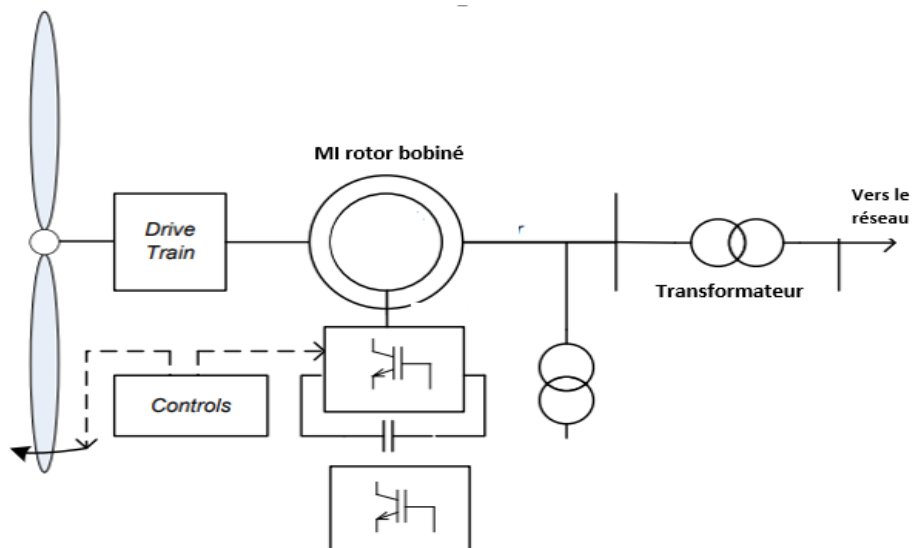 MI rotor bobiné
Vers le
réseau
Drive
Train
r
Transformateur
Controls